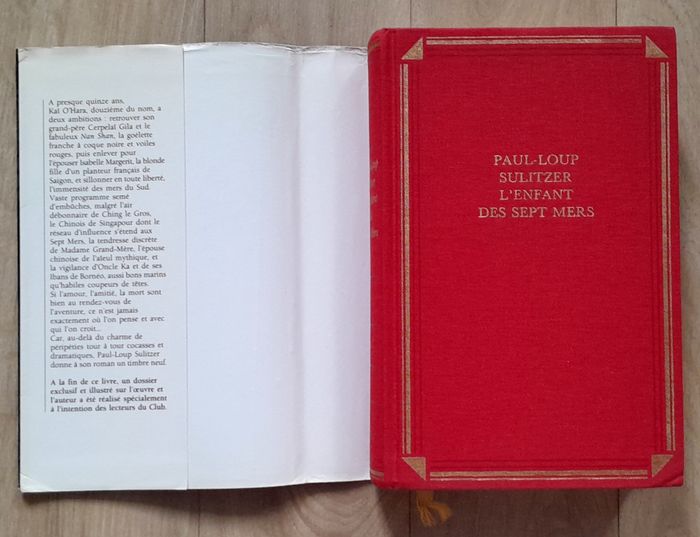 A presque quinze ans,
Kaï O'Hara, douzième du nom, a
deux ambitions : retrouver son
grand-père Cerpelaï Gila et le
fabuleux Nan Shan, la goélette
franche à coque noire et voiles
rouges, puis enlever pour
l'épouser Isabelle Margerit, la blonde
fille d'un planteur français de
Saigon, et sillonner en toute liberté,
l'immensité des mers du Sud.
Vaste programme semé
d'embûches, malgré l'air
débonnaire de Ching le Gros,
le Chinois de Singapour dont le
réseau d'influence s'étend aux
Sept Mers, la tendresse discrète
de Madame Grand-Mère, l'épouse
chinoise de l'aïeul mythique, et
la vigilance d'Oncle Ka et de ses
Ibans de Bornéo, aussi bons marins
qu'habiles coupeurs de têtes.
Si l'amour, l'amitié, la mort sont
bien au rendez-vous de
l'aventure, ce n'est jamais
exactement où l'on pense et avec
qui l'on croit...
Car, au-delà du charme de
péripéties tour à tour cocasses et
dramatiques, Paul-Loup Sulitzer
donne à son roman un timbre neuf.
A la fin de ce livre, un dossier
exclusif et illustré sur l'œuvre et
l'auteur a été réalisé spécialement
à l'intention des lecteurs du Club.
PAUL-LOUP
SULITZER
L'ENFANT
DES SEPT MERS